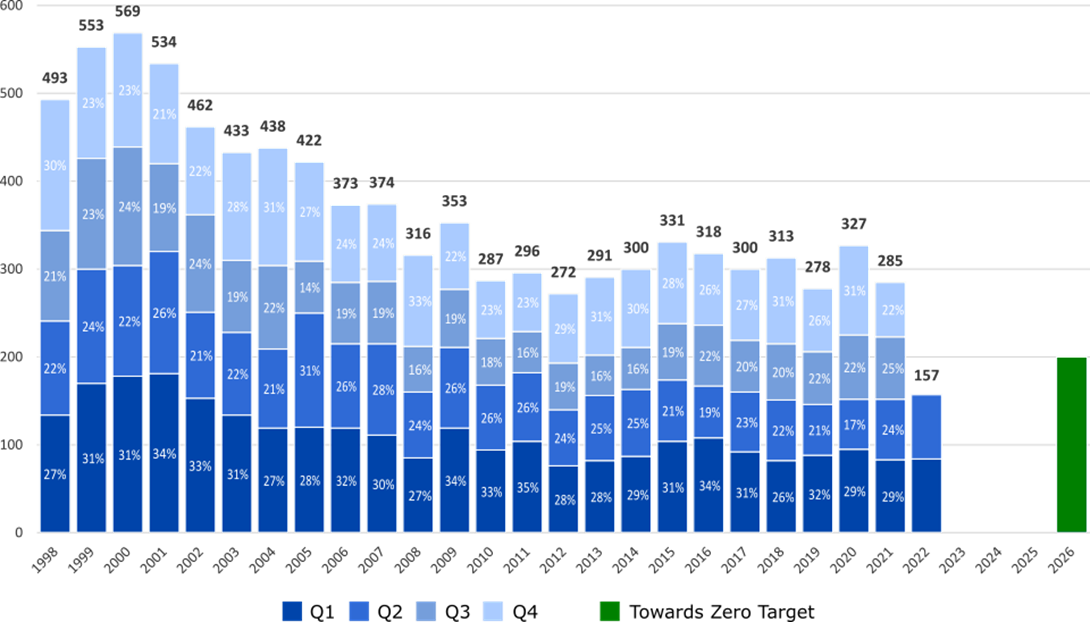 600
500
400
300
200
100
0
493 553 569 534 462 433 438 422 373 374 316 353 287 296 272 291 300 331 318 300 313 278 327 285 157
30% 23% 23% 21% 22% 28% 31% 27% 24% 24% 33% 22% 23% 23% 29% 31% 30% 28% 26% 27% 31% 26% 31% 22%
21% 23% 24% 19% 24% 19% 22% 14% 19% 19% 16% 19% 18% 16% 19% 16% 16% 19% 22% 20% 20% 22% 22% 25%
22% 24% 22% 26% 21% 22% 21% 31% 26% 28% 24% 26% 26% 26% 24% 25% 25% 21% 19% 23% 22% 21% 17% 24%
27% 31% 31% 34% 33% 31% 27% 28% 32% 30% 27% 34% 33% 35% 28% 28% 29% 31% 34% 31% 26% 32% 29% 29%
1998 1999 2000 2001 2002 2003 2004 2005 2006 2007 2008 2009 2010 2011 2012 2013 2014 2015 2016 2017 2018 2019 2020 2021 2022 2023 2024 2025 2026
Q1 Q2 Q3 Q4 Towards Zero Target